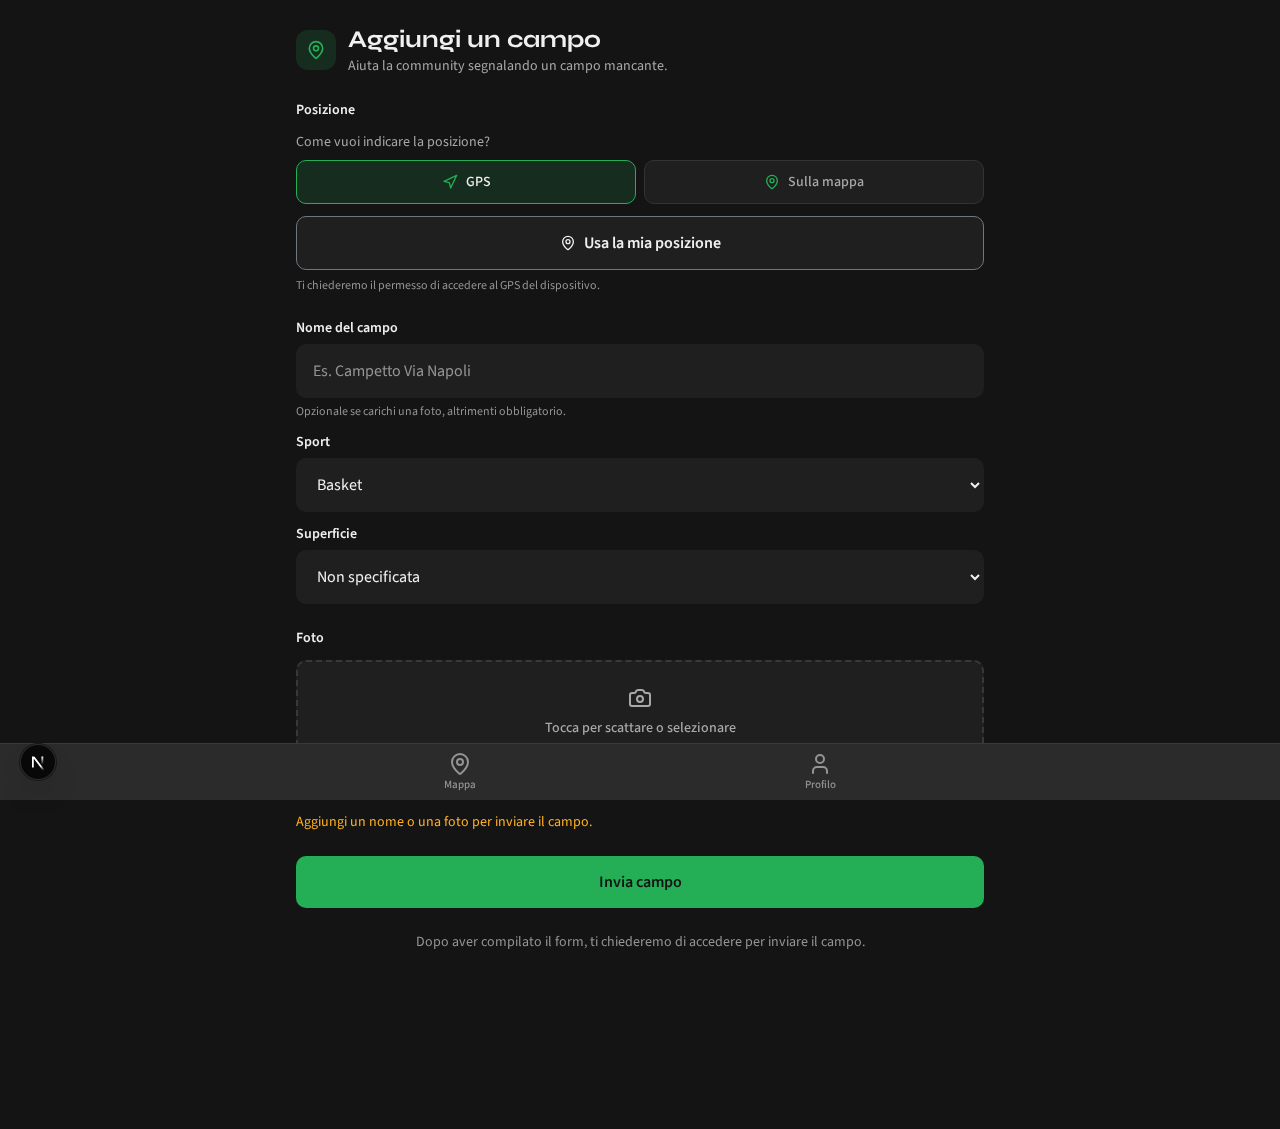 Aggiungi un campo
Aiuta la community segnalando un campo mancante.
Posizione
Come vuoi indicare la posizione?
GPS
Sulla mappa
Usa la mia posizione
Ti chiederemo il permesso di accedere al GPS del dispositivo.
Nome del campo
Es. Campetto Via Napoli
Opzionale se carichi una foto, altrimenti obbligatorio.
Sport
Basket
Superficie
Non specificata
Foto
Tocca per scattare o selezionare
N
Mappa
Profilo
Aggiungi un nome o una foto per inviare il campo.
Invia campo
Dopo aver compilato il form, ti chiederemo di accedere per inviare il campo.